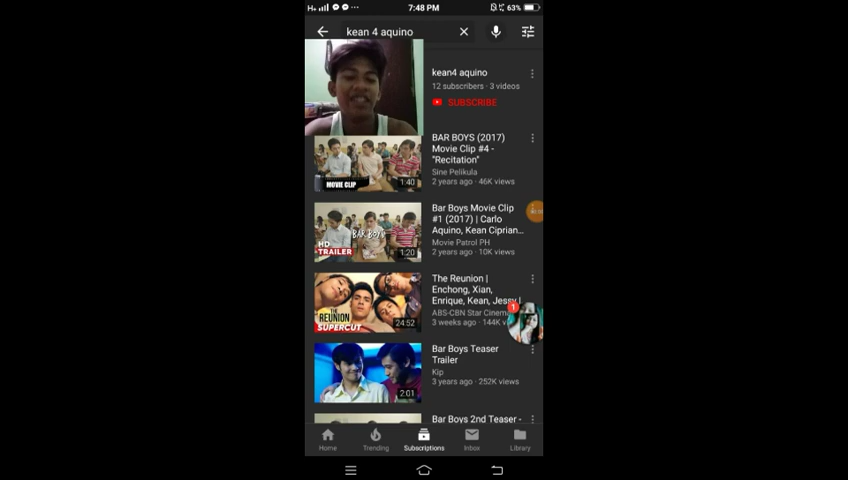 H+ 7:48 PM 63%
kean 4 aquino
kean4 aquino
12 subscribers · 3 videos
SUBSCRIBE
BAR BOYS (2017)
Movie Clip #4 -
"Recitation"
Sine Pelikula
2 years ago · 46K views
MOVIE CLIP
1:40
Bar Boys Movie Clip
#1 (2017) | Carlo
Aquino, Kean Ciprian...
Movie Patrol PH
2 years ago · 10K views
BAR BOYS
HD
TRAILER
1:20
The Reunion |
Enchong, Xian,
Enrique, Kean, Jessy |
ABS-CBN Star Cinem
3 weeks ago · 144K v
THE
REUNION
SUPERCUT
24:52
1
Bar Boys Teaser
Trailer
Kip
3 years ago · 252K views
2:01
Bar Boys 2nd Teaser -
Home Trending Subscriptions Inbox Library